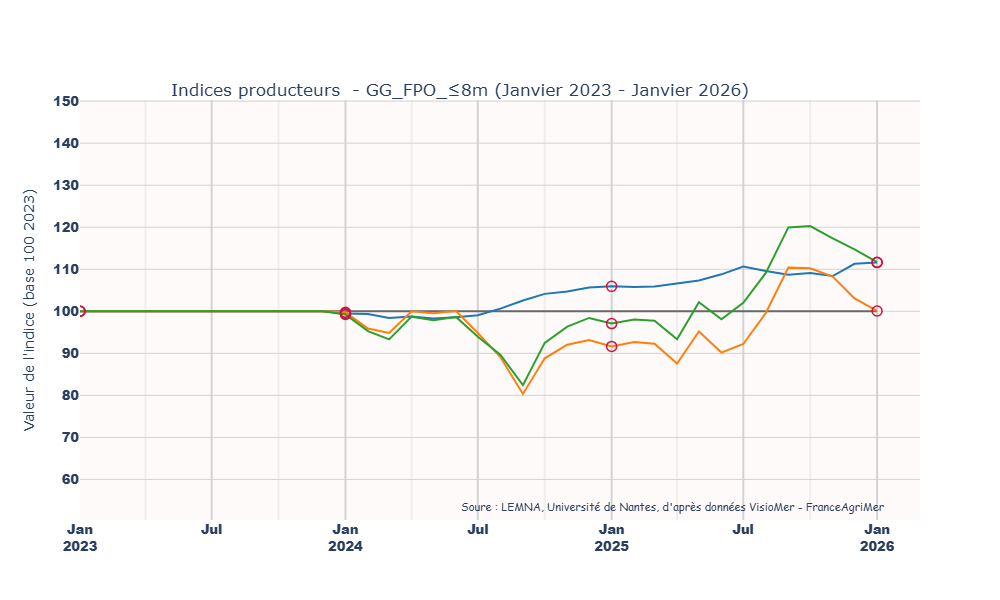 Indices producteurs - GG_FPO_≤8m (Janvier 2023 - Janvier 2026)
Valeur de l'indice (base 100 2023)
150
140
130
120
110
100
90
80
70
60
Soure : LEMNA, Université de Nantes, d'après données VisioMer - FranceAgriMer
Jan Jul Jan Jul Jan Jul Jan
2023 2024 2025 2026